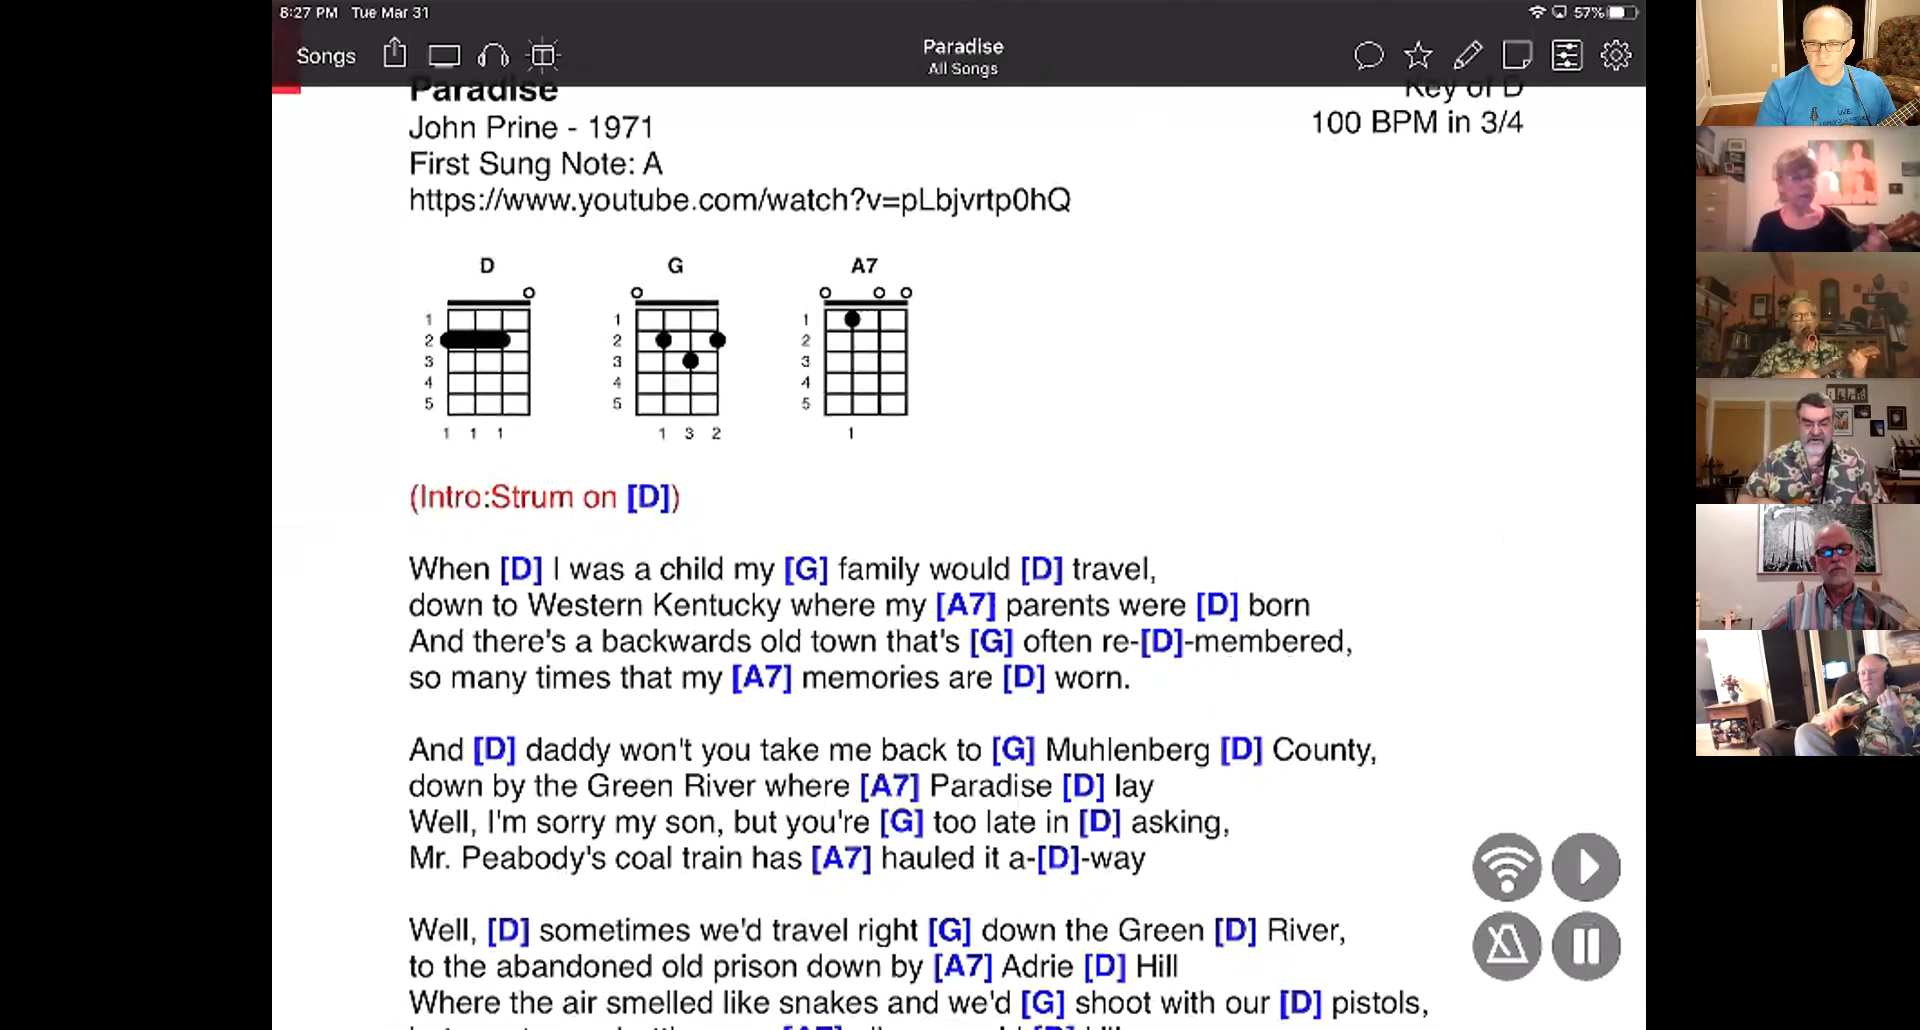 8:27 PM Tue Mar 31
57%
Songs
Paradise
All Songs
Paradise
Key of D
John Prine - 1971
100 BPM in 3/4
First Sung Note: A
https://www.youtube.com/watch?v=pLbjvrtp0hQ
D G A7
1 1 1
2 2 2
3 3 3
4 4 4
5 5 5
1 1 1 1 3 2 1
(Intro:Strum on [D])
When [D] I was a child my [G] family would [D] travel,
down to Western Kentucky where my [A7] parents were [D] born
And there's a backwards old town that's [G] often re-[D]-membered,
so many times that my [A7] memories are [D] worn.
And [D] daddy won't you take me back to [G] Muhlenberg [D] County,
down by the Green River where [A7] Paradise [D] lay
Well, I'm sorry my son, but you're [G] too late in [D] asking,
Mr. Peabody's coal train has [A7] hauled it a-[D]-way
Well, [D] sometimes we'd travel right [G] down the Green [D] River,
to the abandoned old prison down by [A7] Adrie [D] Hill
Where the air smelled like snakes and we'd [G] shoot with our [D] pistols,